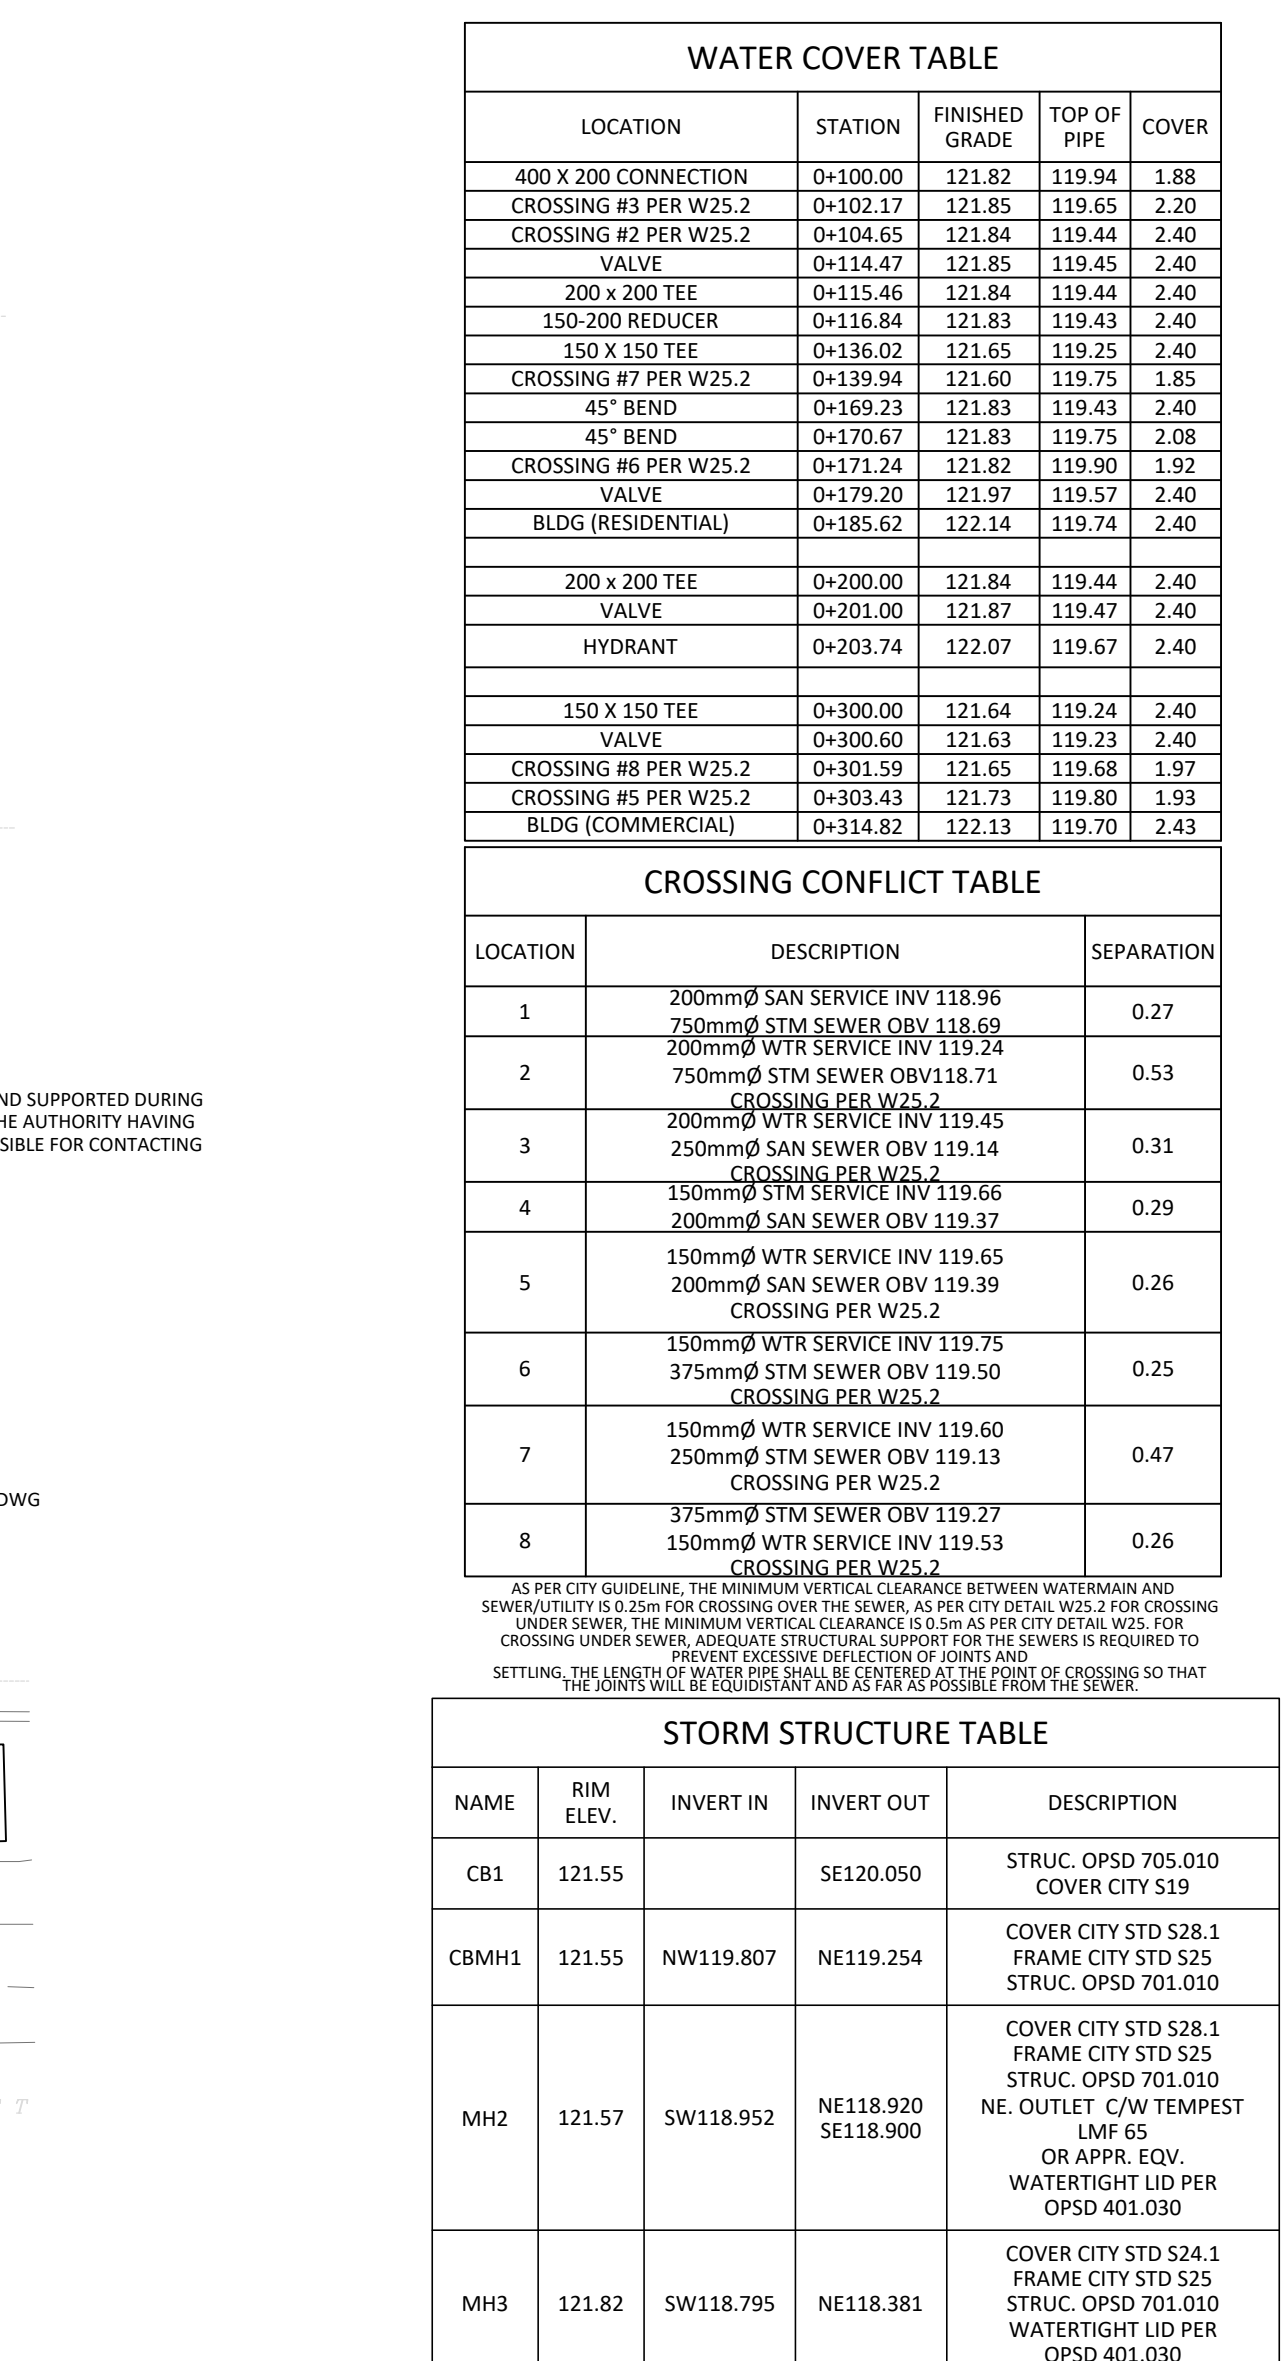 WATER COVER TABLE
LOCATION STATION FINISHED GRADE TOP OF PIPE COVER
400 X 200 CONNECTION 0+100.00 121.82 119.94 1.88
CROSSING #3 PER W25.2 0+102.17 121.85 119.65 2.20
CROSSING #2 PER W25.2 0+104.65 121.84 119.44 2.40
VALVE 0+114.47 121.85 119.45 2.40
200 x 200 TEE 0+115.46 121.84 119.44 2.40
150-200 REDUCER 0+116.84 121.83 119.43 2.40
150 X 150 TEE 0+136.02 121.65 119.25 2.40
CROSSING #7 PER W25.2 0+139.94 121.60 119.75 1.85
45° BEND 0+169.23 121.83 119.43 2.40
45° BEND 0+170.67 121.83 119.75 2.08
CROSSING #6 PER W25.2 0+171.24 121.82 119.90 1.92
VALVE 0+179.20 121.97 119.57 2.40
BLDG (RESIDENTIAL) 0+185.62 122.14 119.74 2.40
200 x 200 TEE 0+200.00 121.84 119.44 2.40
VALVE 0+201.00 121.87 119.47 2.40
HYDRANT 0+203.74 122.07 119.67 2.40
150 X 150 TEE 0+300.00 121.64 119.24 2.40
VALVE 0+300.60 121.63 119.23 2.40
CROSSING #8 PER W25.2 0+301.59 121.65 119.68 1.97
CROSSING #5 PER W25.2 0+303.43 121.73 119.80 1.93
BLDG (COMMERCIAL) 0+314.82 122.13 119.70 2.43
CROSSING CONFLICT TABLE
LOCATION DESCRIPTION SEPARATION
1 200mmØ SAN SERVICE INV 118.96
750mmØ STM SEWER OBV 118.69 0.27
2 200mmØ WTR SERVICE INV 119.24
750mmØ STM SEWER OBV118.71 0.53
CROSSING PER W25.2
3 200mmØ WTR SERVICE INV 119.45
250mmØ SAN SEWER OBV 119.14 0.31
CROSSING PER W25.2
4 150mmØ STM SERVICE INV 119.66
200mmØ SAN SEWER OBV 119.37 0.29
5 150mmØ WTR SERVICE INV 119.65
200mmØ SAN SEWER OBV 119.39 0.26
CROSSING PER W25.2
6 150mmØ WTR SERVICE INV 119.75
375mmØ STM SEWER OBV 119.50 0.25
CROSSING PER W25.2
7 150mmØ WTR SERVICE INV 119.60
250mmØ STM SEWER OBV 119.13 0.47
CROSSING PER W25.2
8 375mmØ STM SEWER OBV 119.27
150mmØ WTR SERVICE INV 119.53 0.26
CROSSING PER W25.2
AS PER CITY GUIDELINE, THE MINIMUM VERTICAL CLEARANCE BETWEEN WATERMAIN AND
SEWER/UTILITY IS 0.25m FOR CROSSING OVER THE SEWER, AS PER CITY DETAIL W25.2 FOR CROSSING
UNDER SEWER, THE MINIMUM VERTICAL CLEARANCE IS 0.5m AS PER CITY DETAIL W25. FOR
CROSSING UNDER SEWER, ADEQUATE STRUCTURAL SUPPORT FOR THE SEWERS IS REQUIRED TO
PREVENT EXCESSIVE DEFLECTION OF JOINTS AND
SETTLING. THE LENGTH OF WATER PIPE SHALL BE CENTERED AT THE POINT OF CROSSING SO THAT
THE JOINTS WILL BE EQUIDISTANT AND AS FAR AS POSSIBLE FROM THE SEWER.
STORM STRUCTURE TABLE
NAME RIM ELEV. INVERT IN INVERT OUT DESCRIPTION
CB1 121.55 SE120.050 STRUC. OPSD 705.010
COVER CITY S19
CBMH1 121.55 NW119.807 NE119.254 COVER CITY STD S28.1
FRAME CITY STD S25
STRUC. OPSD 701.010
MH2 121.57 SW118.952 NE118.920
SE118.900
COVER CITY STD S28.1
FRAME CITY STD S25
STRUC. OPSD 701.010
NE. OUTLET C/W TEMPEST
LMF 65
OR APPR. EQV.
WATERTIGHT LID PER
OPSD 401.030
MH3 121.82 SW118.795 NE118.381 COVER CITY STD S24.1
FRAME CITY STD S25
STRUC. OPSD 701.010
WATERTIGHT LID PER
OPSD 401.030
ND SUPPORTED DURING
HE AUTHORITY HAVING
SIBLE FOR CONTACTING
DWG
T